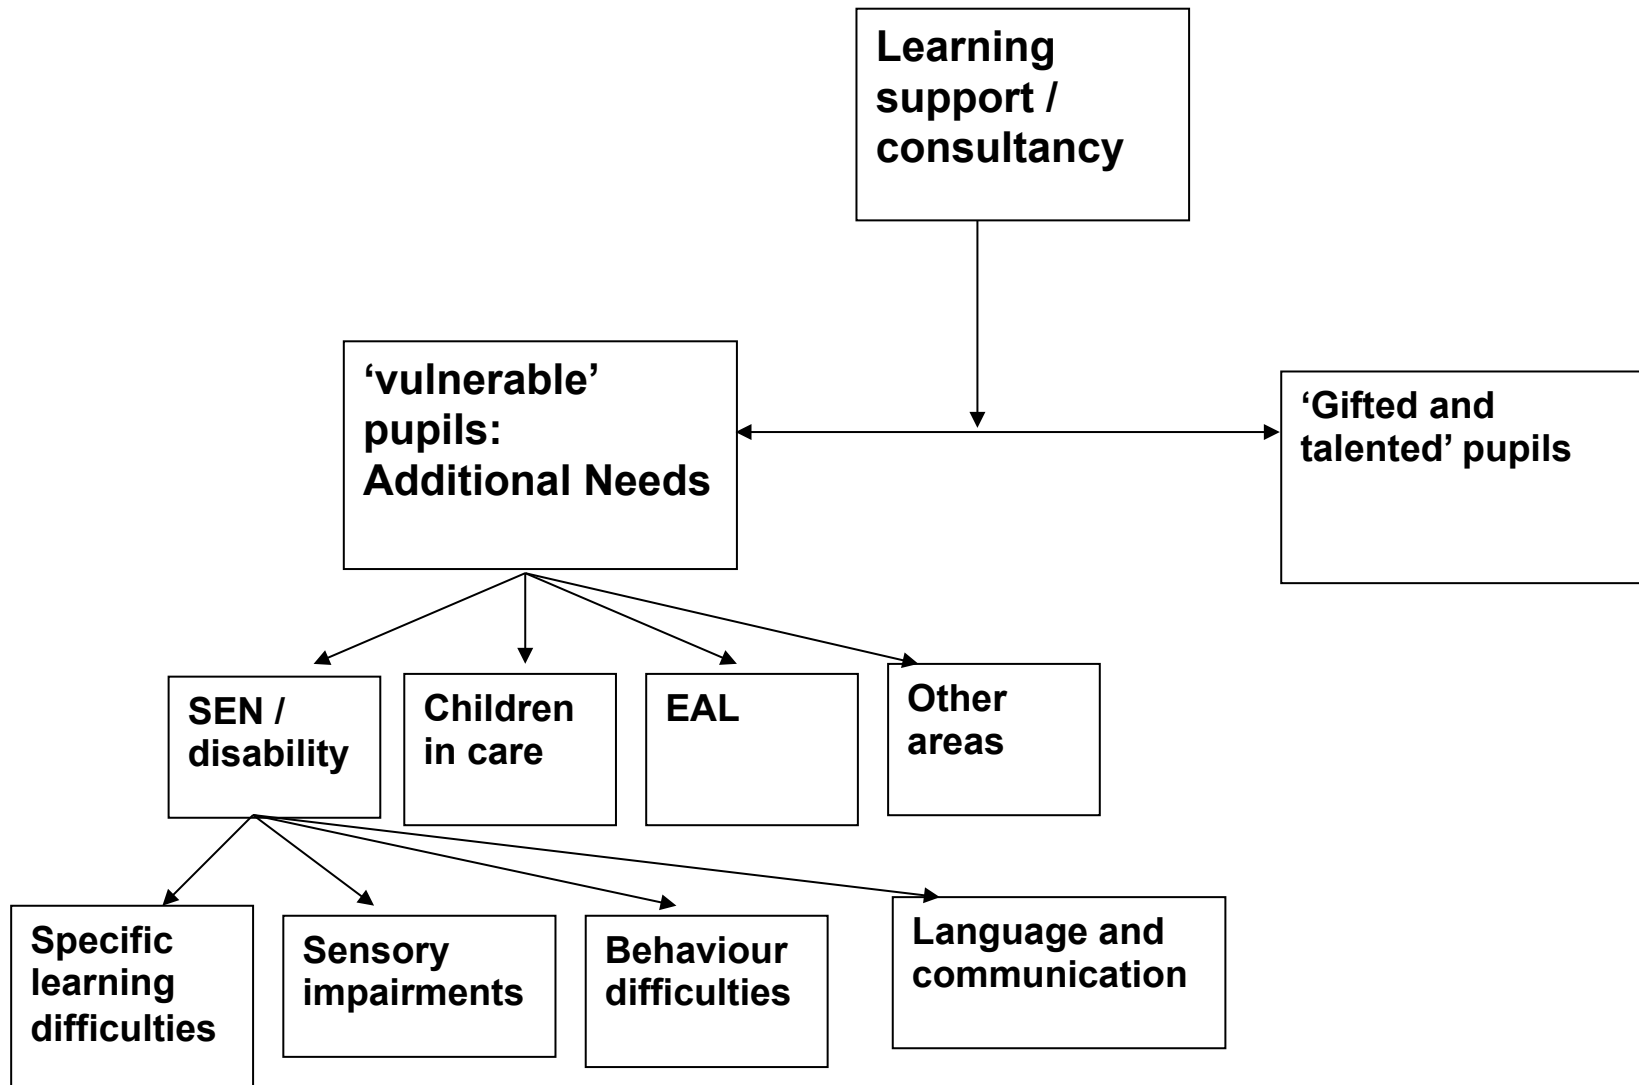 Learning
support /
consultancy
‘vulnerable’
pupils:
Additional Needs
‘Gifted and
talented’ pupils
SEN /
disability
Children
in care
EAL
Other
areas
Specific
learning
difficulties
Sensory
impairments
Behaviour
difficulties
Language and
communication